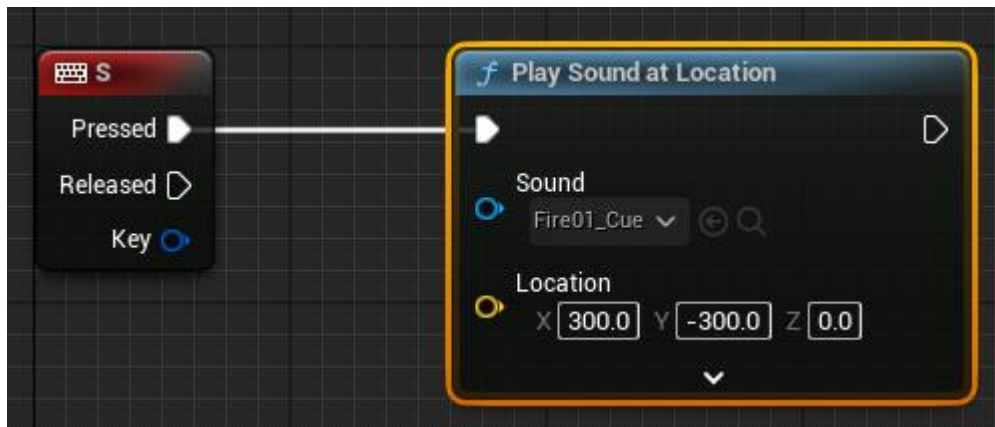 S
Pressed
Released
Key
f Play Sound at Location
Sound
Fire01_Cue
Location
X 300.0 Y -300.0 Z 0.0